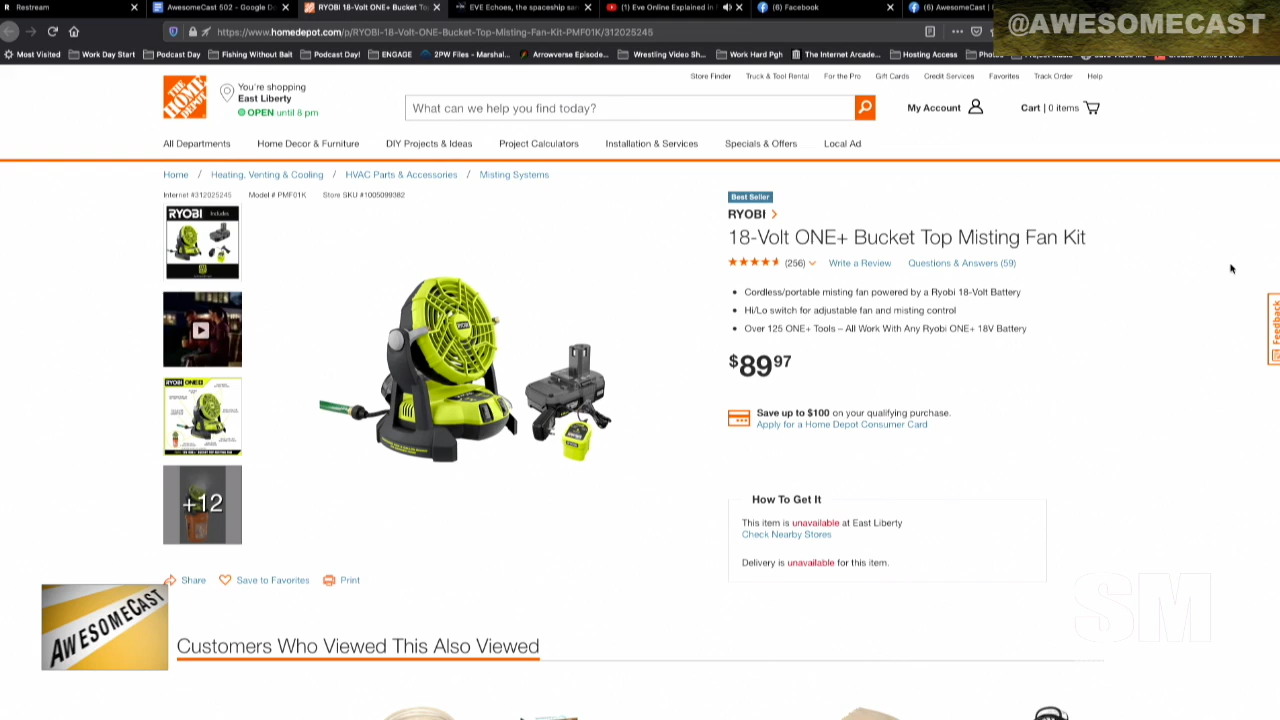 Restream
AwesomeCast 602 - Google D
RYOBI 18-Volt ONE+ Bucket To
EVE Echoes, the spaceship san
(1) Eve Online Explained in
(6) Facebook
(6) AwesomeCast |
@AWESOMECAST
https://www.homedepot.com/p/RYOBI-18-Volt-ONE-Bucket-Top-Misting-Fan-Kit-PMF01K/312025245
Most Visited
Work Day Start
Podcast Day
Fishing Without Bait
Podcast Day!
ENGAGE
2PW Files - Marshal...
Arrowverse Episode...
Wrestling Video Sh...
Work Hard Pgh
The Internet Arcade...
Hosting Access
Store Finder
Truck & Tool Rental
For the Pro
Gift Cards
Credit Services
Favorites
Track Order
Help
THE HOME DEPOT
You're shopping
East Liberty
OPEN until 8 pm
What can we help you find today?
My Account
Cart | 0 items
All Departments
Home Decor & Furniture
DIY Projects & Ideas
Project Calculators
Installation & Services
Specials & Offers
Local Ad
Home / Heating, Venting & Cooling / HVAC Parts & Accessories / Misting Systems
Internet #312025245 Model # PMF01K Store SKU #1005099382
RYOBI Includes
RYOBI ONE+
+12
Best Seller
RYOBI
18-Volt ONE+ Bucket Top Misting Fan Kit
(256)
Write a Review
Questions & Answers (59)
Cordless/portable misting fan powered by a Ryobi 18-Volt Battery
Hi/Lo switch for adjustable fan and misting control
Over 125 ONE+ Tools – All Work With Any Ryobi ONE+ 18V Battery
$89 97
Save up to $100 on your qualifying purchase.
Apply for a Home Depot Consumer Card
How To Get It
This item is unavailable at East Liberty
Check Nearby Stores
Delivery is unavailable for this item.
Feedback
Share
Save to Favorites
Print
AWESOMECAST
SM
Customers Who Viewed This Also Viewed